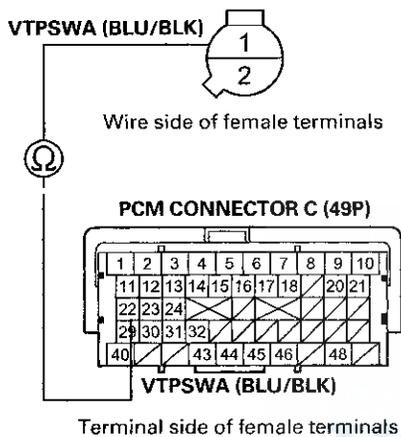 VTPSWA (BLU/BLK)
1
2
Wire side of female terminals
Ω
PCM CONNECTOR C (49P)
1 2 3 4 5 6 7 8 9 10
11 12 13 14 15 16 17 18 20 21
22 23 24
29 30 31 32
40 43 44 45 46 48
VTPSWA (BLU/BLK)
Terminal side of female terminals